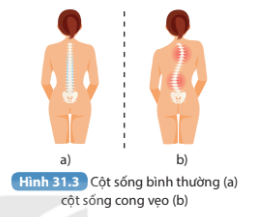 a)
b)
Hình 31.3 Cột sống bình thường (a)
cột sống cong vẹo (b)